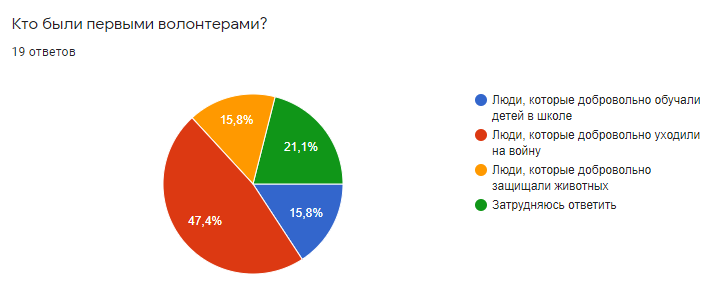 Кто были первыми волонтерами?
19 ответов
15,8%
21,1%
47,4%
15,8%
Люди, которые добровольно обучали
детей в школе
Люди, которые добровольно уходили
на войну
Люди, которые добровольно
защищали животных
Затрудняюсь ответить